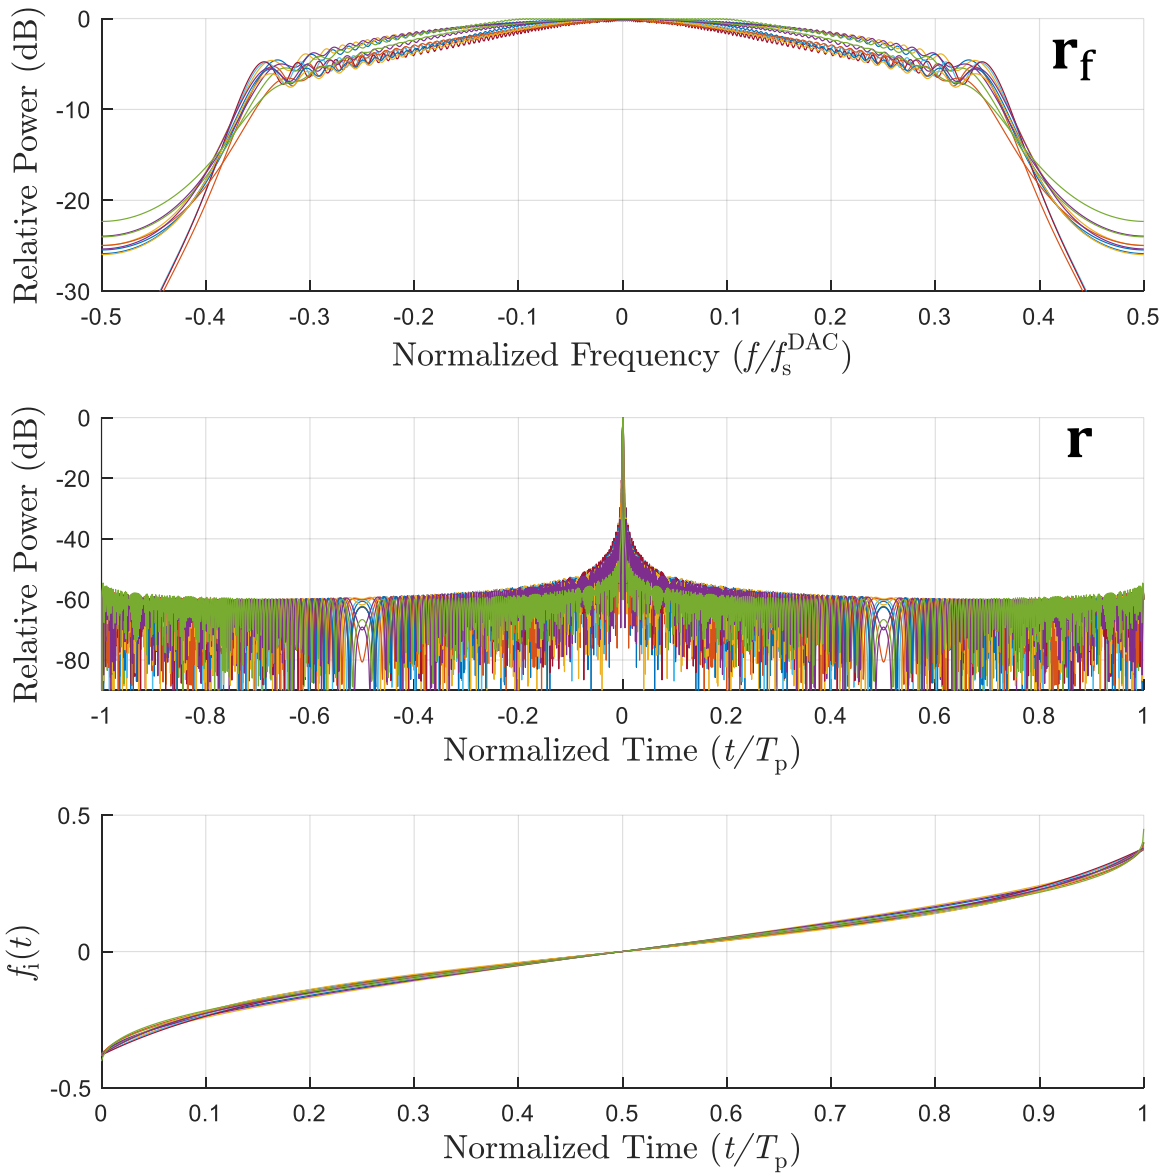 Relative Power (dB)
0
-10
-20
-30
r_f
-0.5 -0.4 -0.3 -0.2 -0.1 0 0.1 0.2 0.3 0.4 0.5
Normalized Frequency (f/f_s^DAC)
Relative Power (dB)
0
-20
-40
-60
-80
r
-1 -0.8 -0.6 -0.4 -0.2 0 0.2 0.4 0.6 0.8 1
Normalized Time (t/T_p)
f_i(t)
0.5
0
-0.5
0 0.1 0.2 0.3 0.4 0.5 0.6 0.7 0.8 0.9 1
Normalized Time (t/T_p)